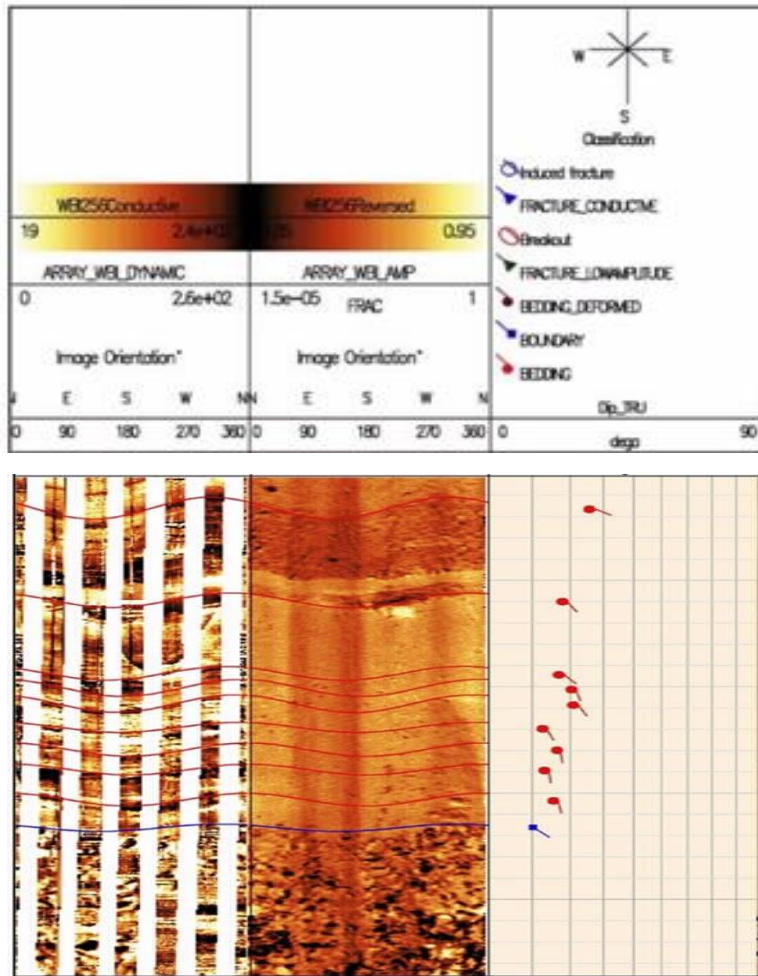 W E
S
Classification
Induced fracture
FRACTURE_CONDUCTIVE
Breakout
FRACTURE_LOWAMPLITUDE
BEDDING_DEFORMED
BOUNDARY
BEDDING
Dip_TRU
0 90
dega
WBI256Conductive WBI256Reversed
19 2.4e+02 0.95
ARRAY_WBI_DYNAMIC ARRAY_WBI_AMP
0 2.6e+02 1.5e-05 FRAC 1
Image Orientation° Image Orientation°
E S W N N E S W N
0 90 180 270 360 0 90 180 270 360